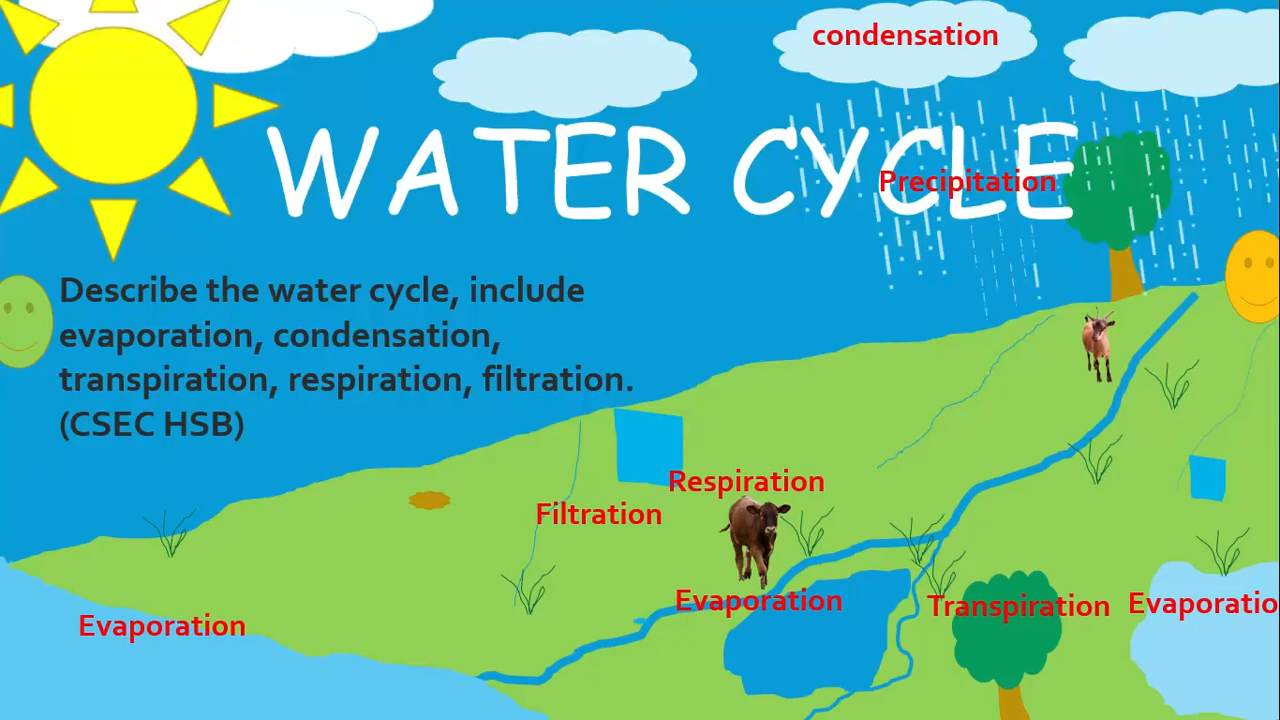 condensation
WATER CYCLE
Precipitation
Describe the water cycle, include
evaporation, condensation,
transpiration, respiration, filtration.
(CSEC HSB)
Respiration
Filtration
Evaporation
Transpiration
Evaporatio
Evaporation